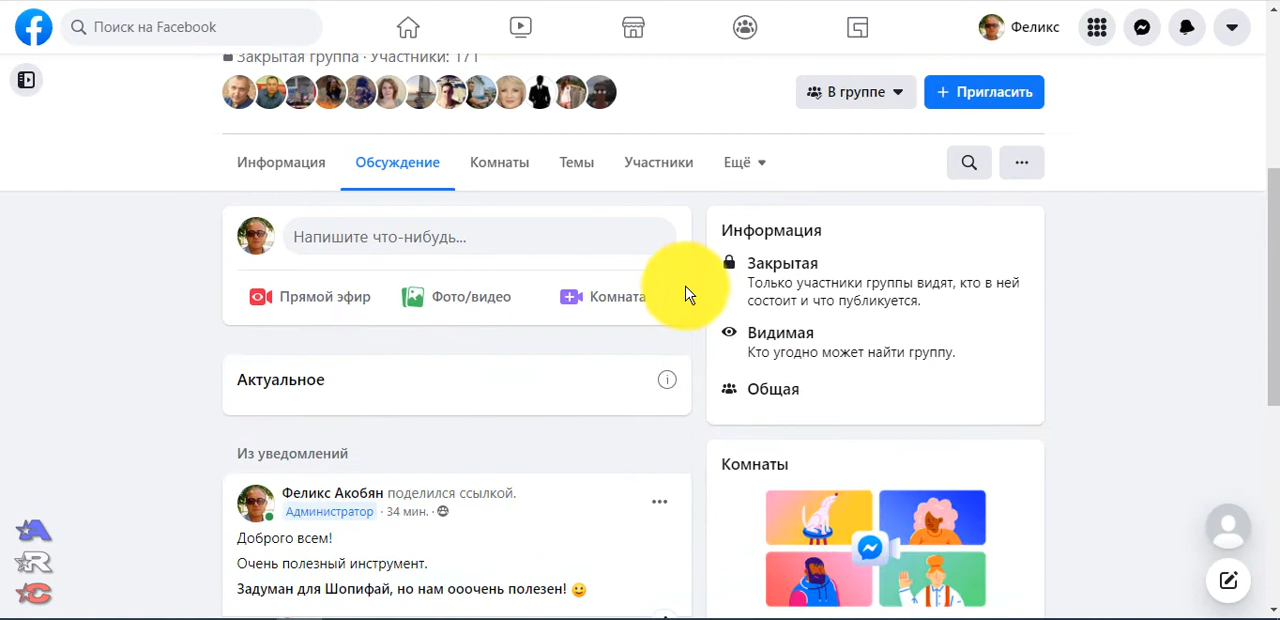 Поиск на Facebook
Феликс
Закрытая группа · Участники: 171
В группе
Пригласить
Информация
Обсуждение
Комнаты
Темы
Участники
Ещё
Напишите что-нибудь...
Прямой эфир
Фото/видео
Комната
Актуальное
Из уведомлений
Феликс Акобян поделился ссылкой.
Администратор · 34 мин. ·
Доброго всем!
Очень полезный инструмент.
Задуман для Шопифай, но нам ооочень полезен! 🙂
Информация
Закрытая
Только участники группы видят, кто в ней
состоит и что публикуется.
Видимая
Кто угодно может найти группу.
Общая
Комнаты
A
R
C